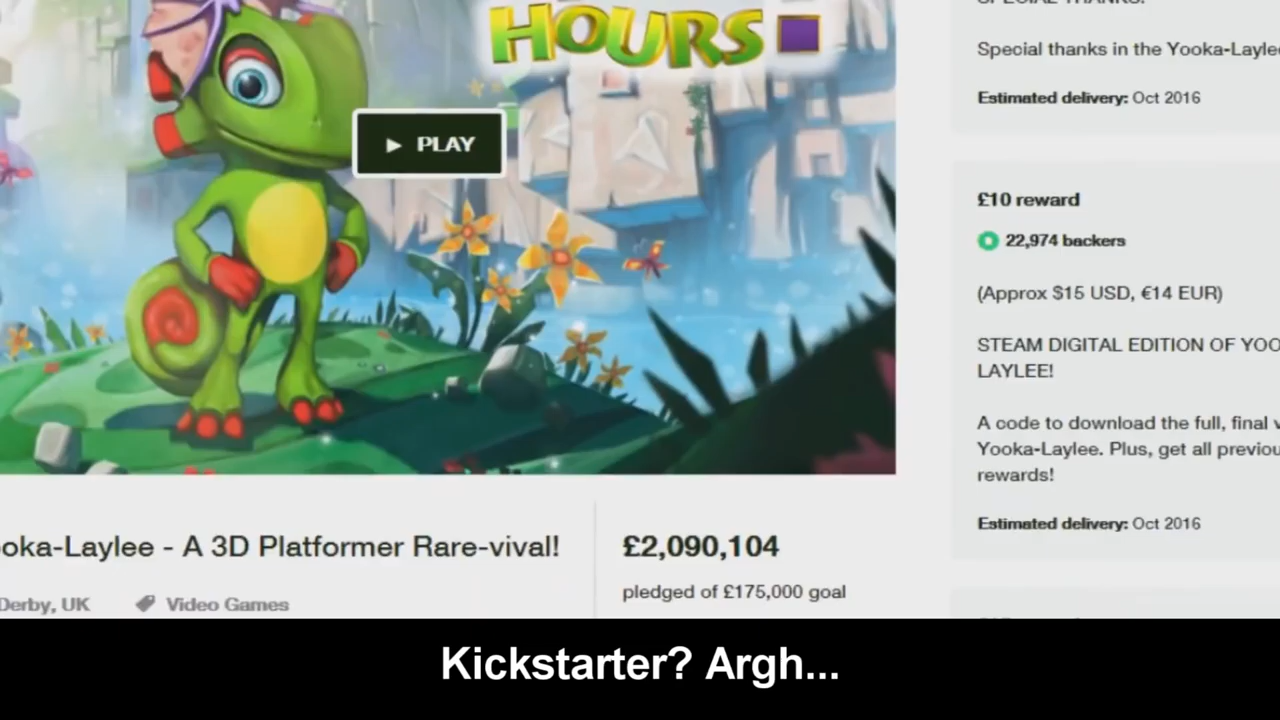 HOURS
PLAY
SPECIAL THANKS!
Special thanks in the Yooka-Laylee
Estimated delivery: Oct 2016
£10 reward
22,974 backers
(Approx $15 USD, €14 EUR)
STEAM DIGITAL EDITION OF YOO
LAYLEE!
A code to download the full, final v
Yooka-Laylee. Plus, get all previou
rewards!
Estimated delivery: Oct 2016
ooka-Laylee - A 3D Platformer Rare-vival!
Derby, UK
Video Games
£2,090,104
pledged of £175,000 goal
Kickstarter? Argh...